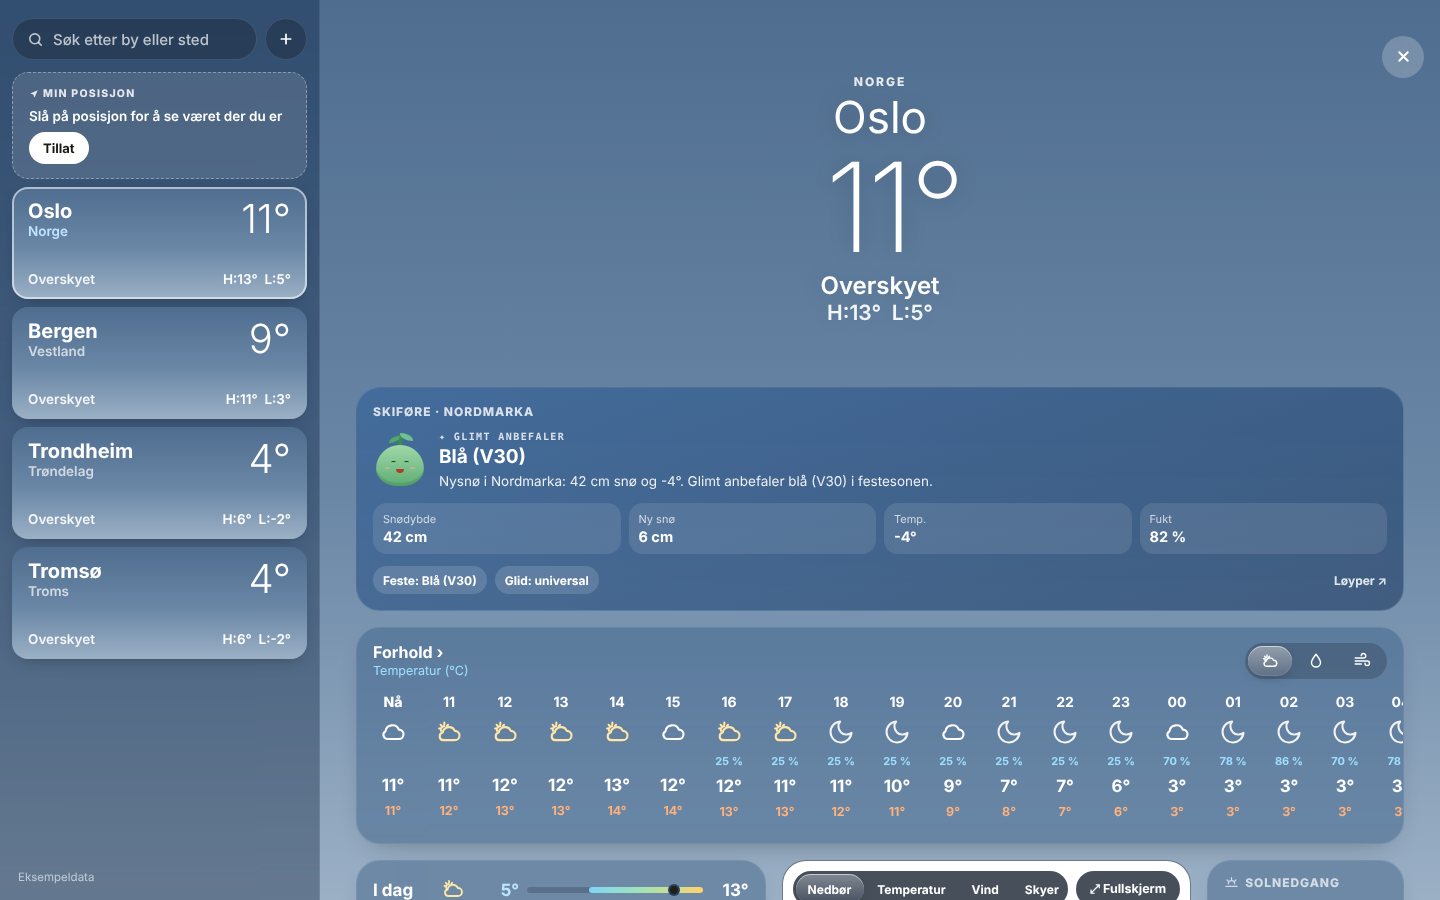 Søk etter by eller sted
MIN POSISJON
Slå på posisjon for å se været der du er
Tillat
Oslo 11°
Norge
Overskyet H:13° L:5°
Bergen 9°
Vestland
Overskyet H:11° L:3°
Trondheim 4°
Trøndelag
Overskyet H:6° L:-2°
Tromsø 4°
Troms
Overskyet H:6° L:-2°
Eksempeldata
NORGE
Oslo
11°
Overskyet
H:13° L:5°
SKIFØRE · NORDMARKA
GLIMT ANBEFALER
Blå (V30)
Nysnø i Nordmarka: 42 cm snø og -4°. Glimt anbefaler blå (V30) i festesonen.
Snødybde Ny snø Temp. Fukt
42 cm 6 cm -4° 82 %
Feste: Blå (V30) Glid: universal Løyper ↗
Forhold ›
Temperatur (°C)
Nå 11 12 13 14 15 16 17 18 19 20 21 22 23 00 01 02 03
25 % 25 % 25 % 25 % 25 % 25 % 25 % 25 % 70 % 78 % 86 % 70 % 78
11° 11° 12° 12° 13° 12° 12° 11° 11° 10° 9° 7° 7° 6° 3° 3° 3° 3° 3
11° 12° 13° 13° 14° 14° 13° 13° 12° 11° 9° 8° 7° 6° 3° 3° 3° 3° 3
I dag 5° 13°
Nedbør Temperatur Vind Skyer Fullskjerm
SOLNEDGANG